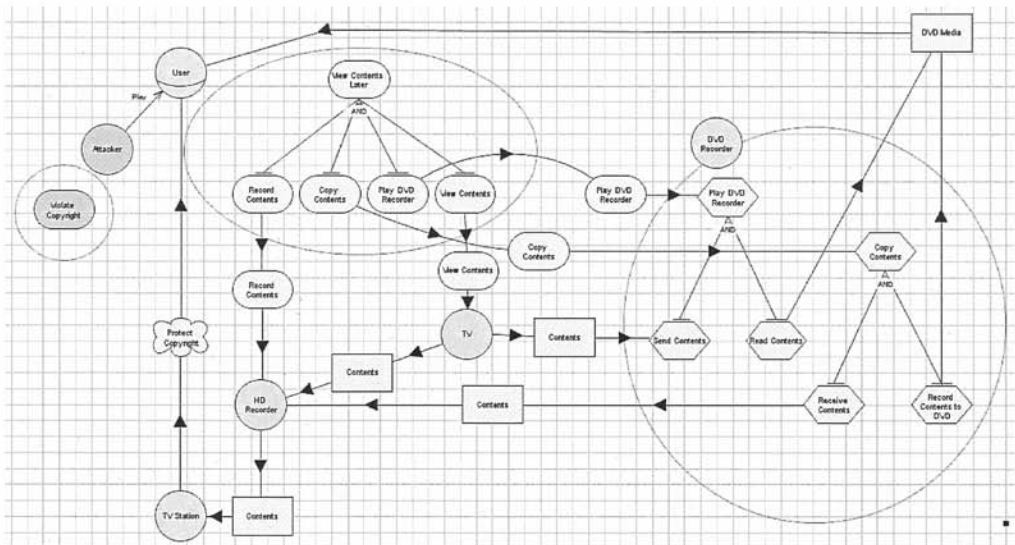 DVD Media
User
View Contents
Later
Play
AND
Attacker
DVD
Recorder
Violate
Copyright
Record
Contents
Copy
Contents
Play DVD
Recorder
View Contents
Play DVD
Recorder
Play DVD
Recorder
AND
Copy
Contents
Copy
Contents
View Contents
AND
Record
Contents
Protect
Copyright
TV
Contents
Send Contents
Read Contents
Contents
HD
Recorder
Contents
Receive
Contents
Record
Contents to
DVD
TV Station
Contents